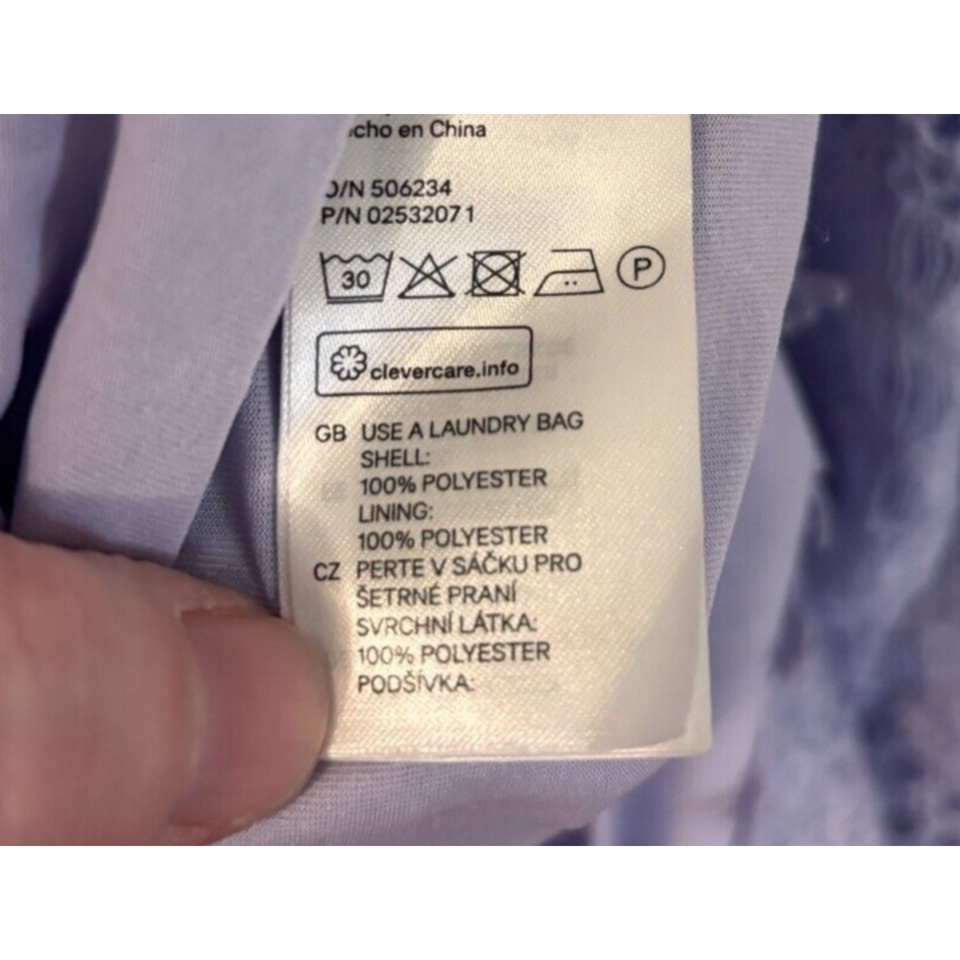 en China
506234
P/N 02532071
30
P
clevercare.info
GB USE A LAUNDRY BAG
SHELL:
100% POLYESTER
LINING:
100% POLYESTER
CZ PERTE V SÁČKU PRO
ŠETRNÉ PRANÍ
SVRCHNÍ LÁTKA:
100% POLYESTER
PODŠÍVKA: